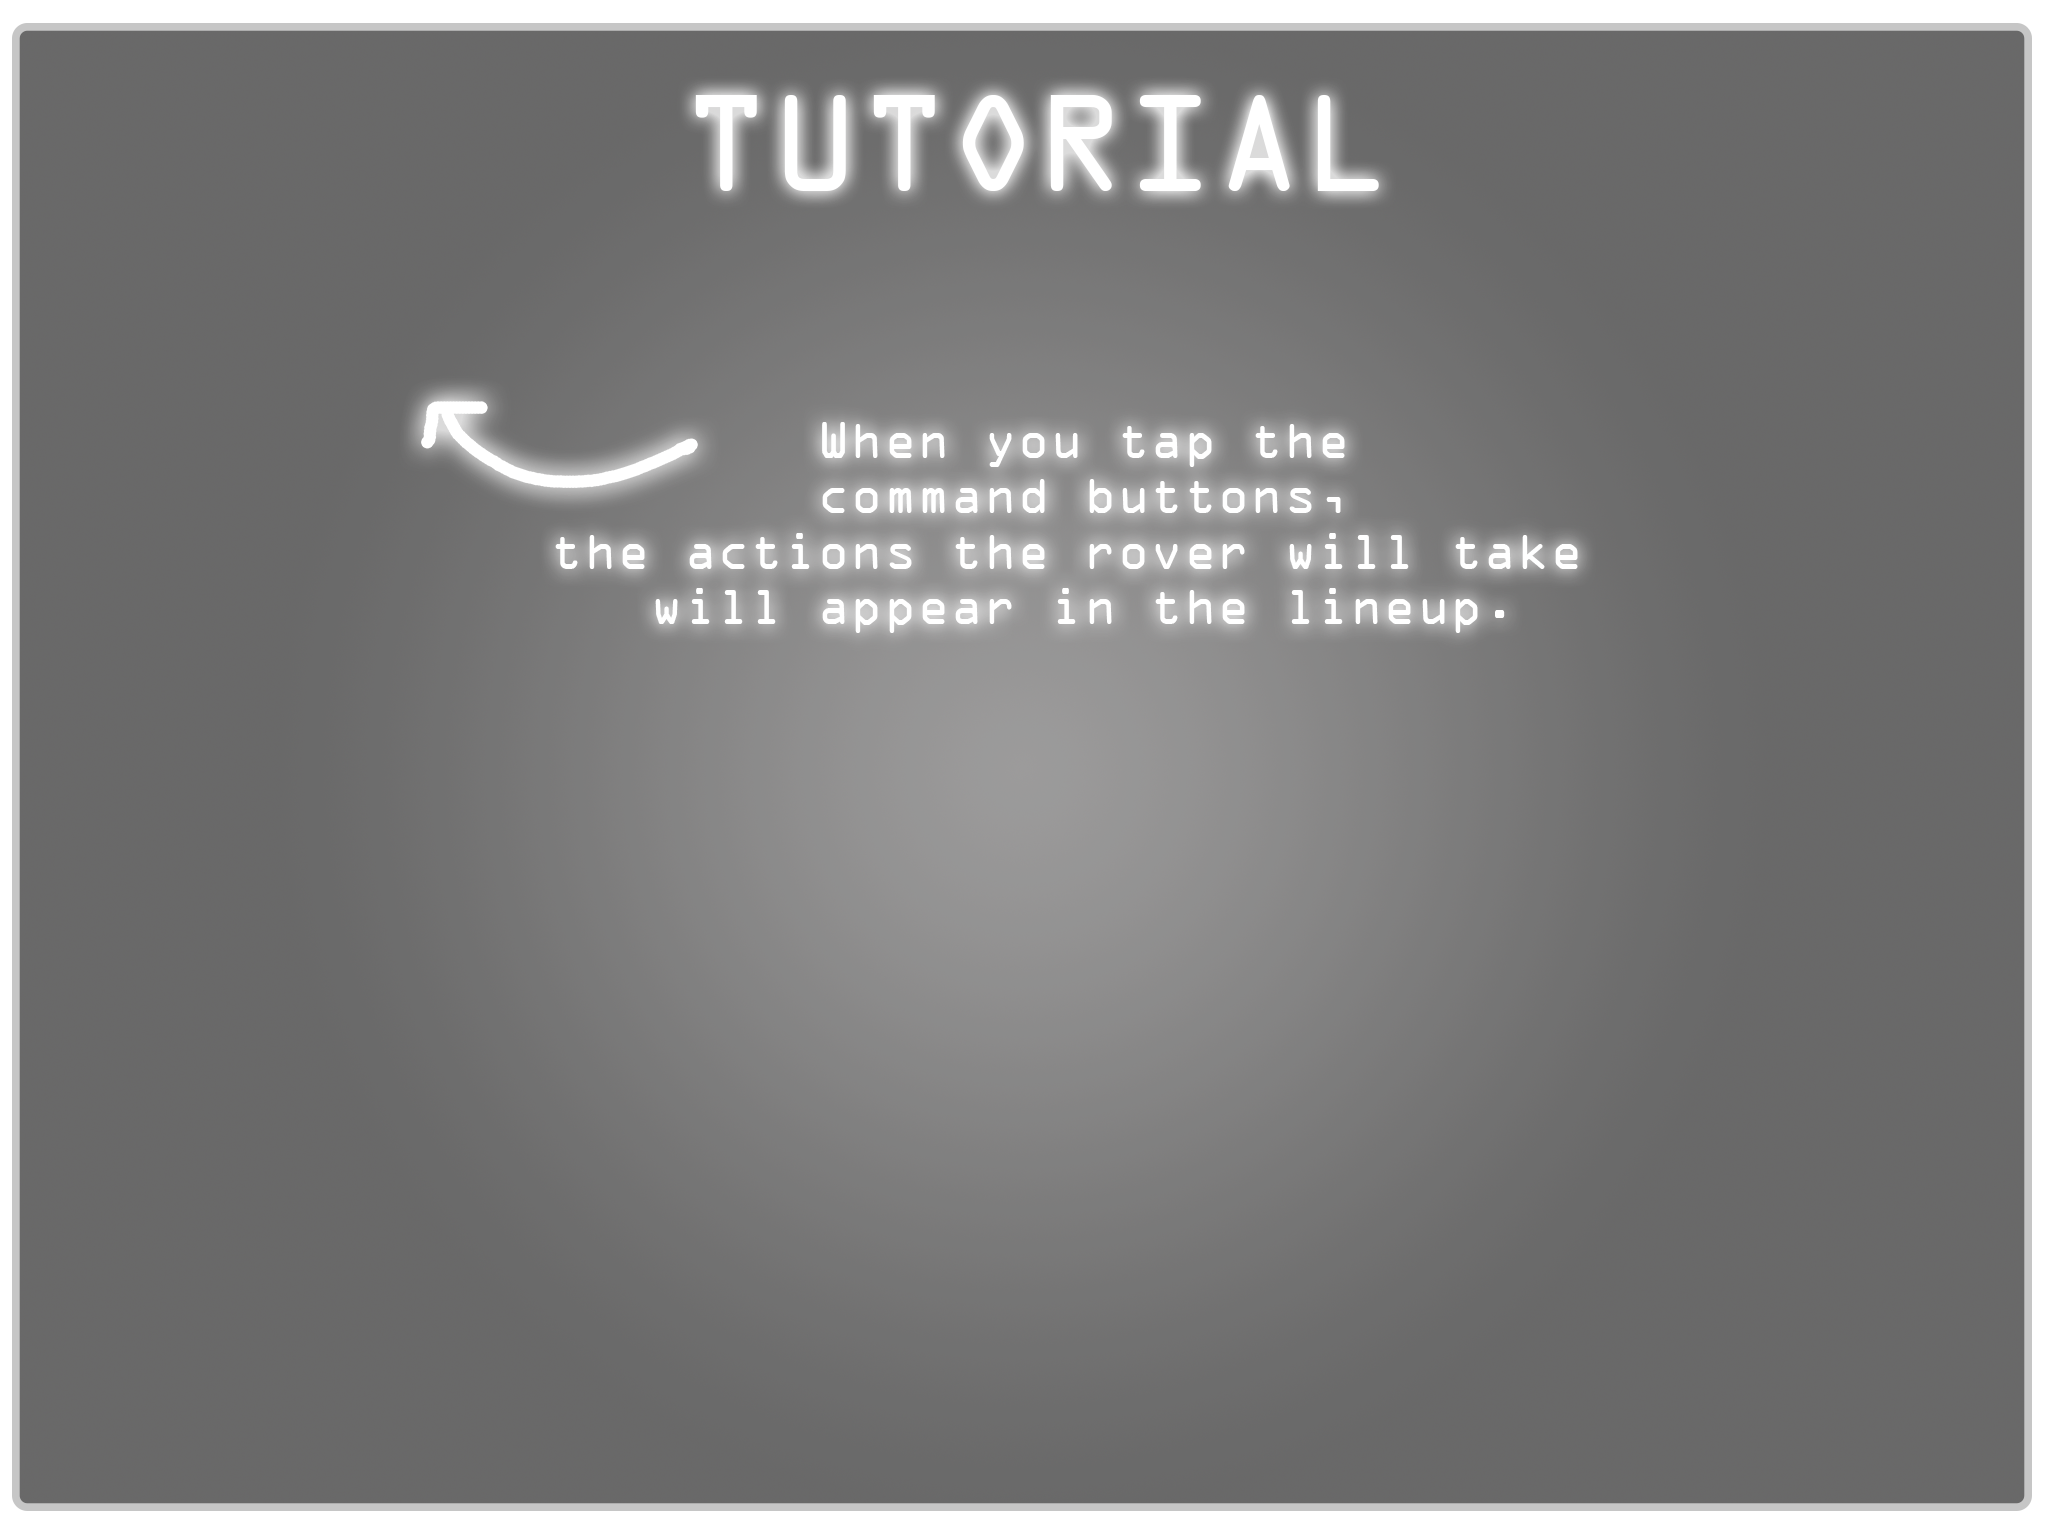 TUTORIAL
When you tap the
command buttons,
the actions the rover will take
will appear in the lineup.